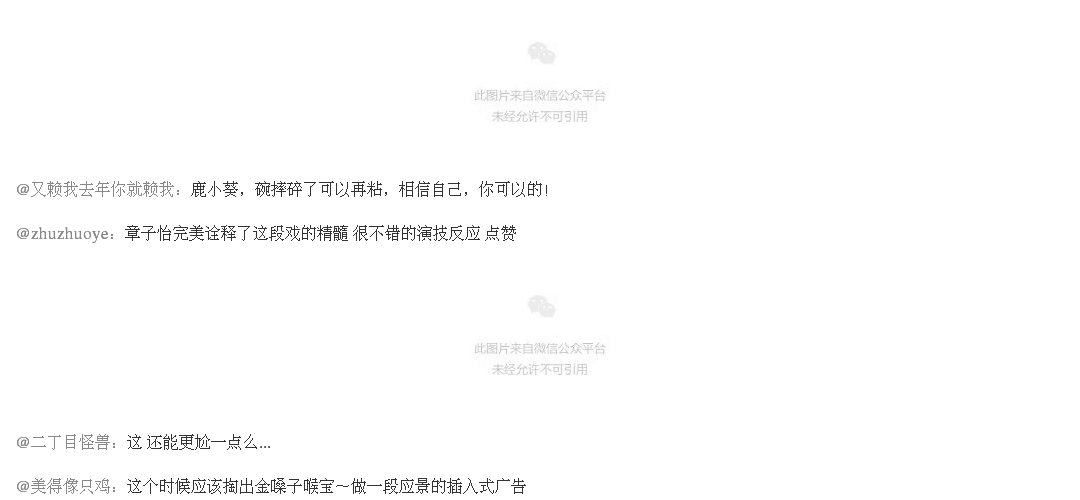 此图片来自微信公众平台
未经允许不可引用
@又赖我去年你就赖我：鹿小葵，碗摔碎了可以再粘，相信自己，你可以的！
@zhuzhuoye：章子怡完美诠释了这段戏的精髓 很不错的演技反应 点赞
此图片来自微信公众平台
未经允许不可引用
@二丁目怪兽：这 还能更尬一点么...
@美得像只鸡：这个时候应该掏出金嗓子喉宝～做一段应景的插入式广告